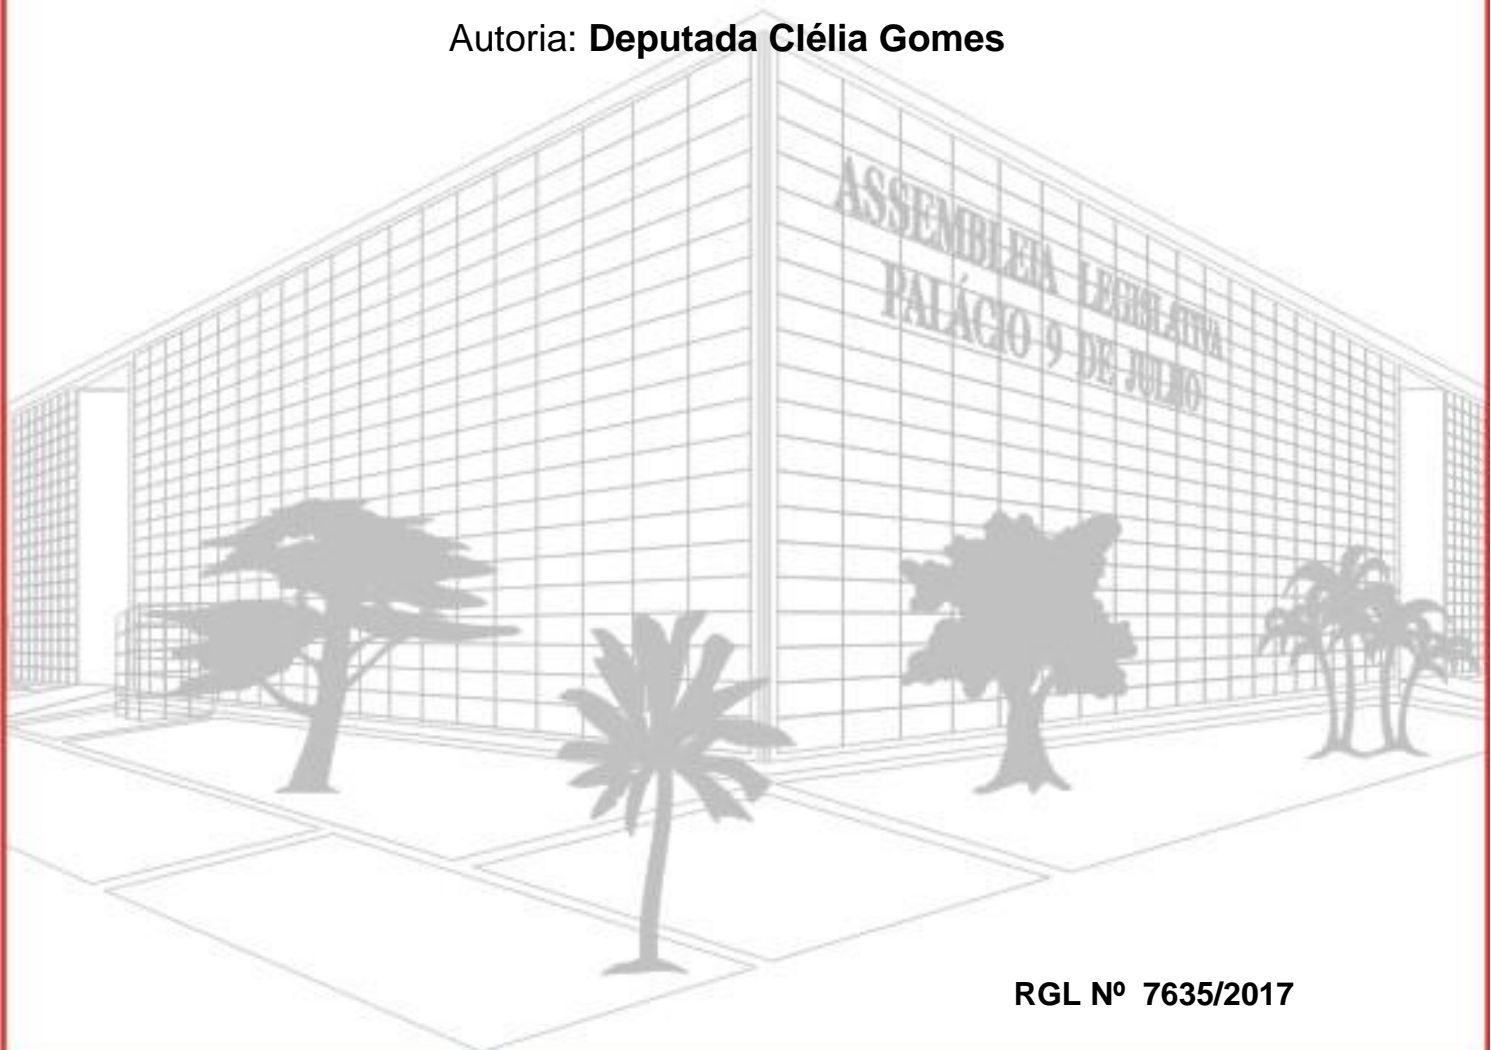 Autoria: Deputada Clélia Gomes
ASSEMBLEIA LEGISLATIVA
PALÁCIO 9 DE JULHO
RGL Nº 7635/2017